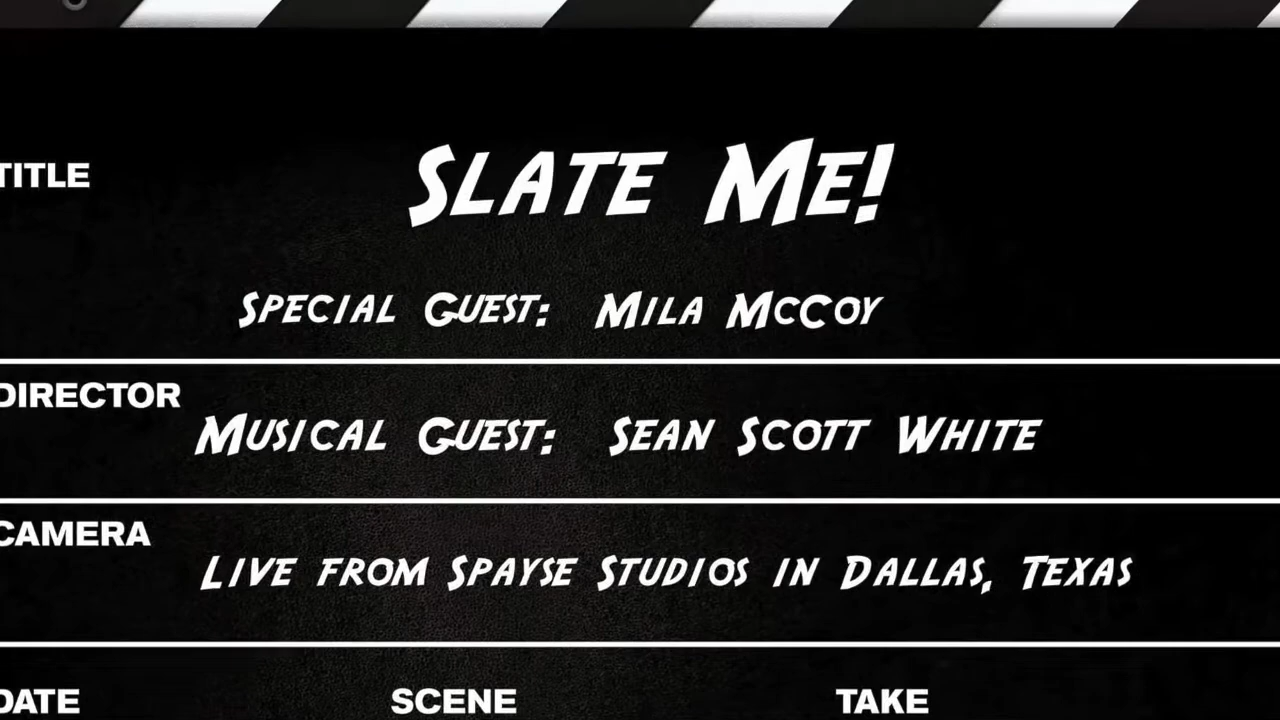 TITLE
SLATE ME!
SPECIAL GUEST: MILA MCCOY
DIRECTOR
MUSICAL GUEST: SEAN SCOTT WHITE
CAMERA
LIVE FROM SPAYSE STUDIOS IN DALLAS, TEXAS
DATE SCENE TAKE